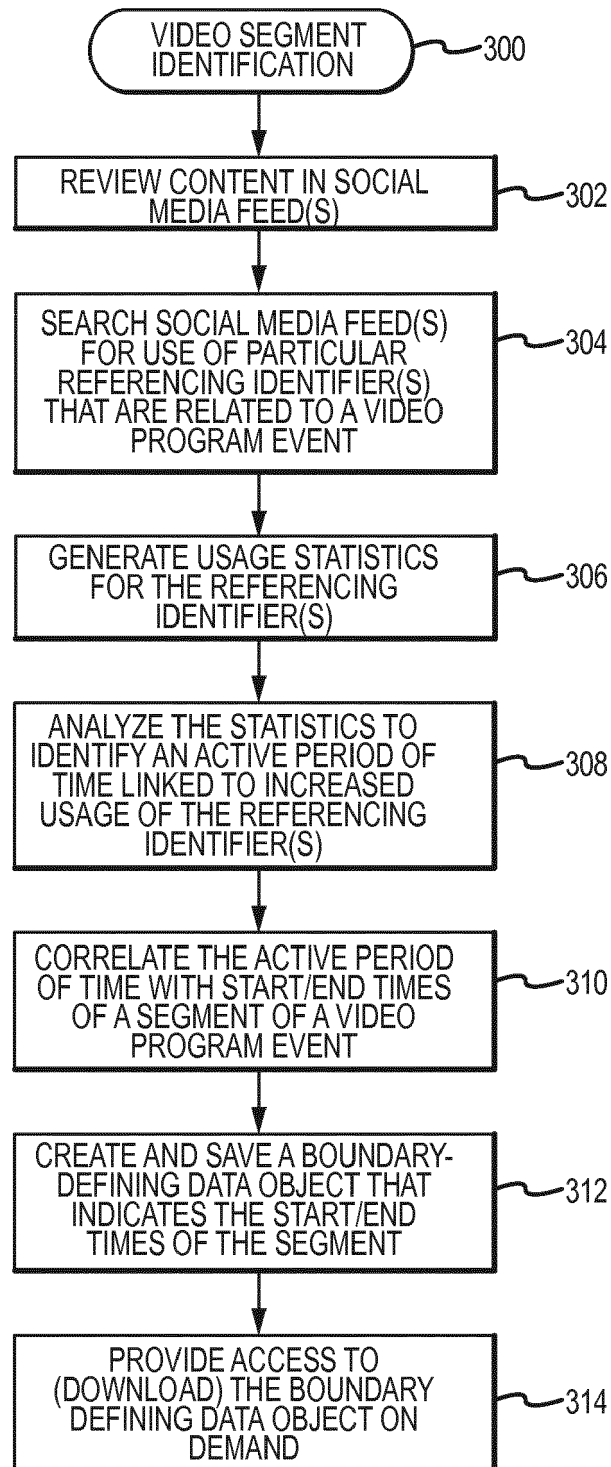 VIDEO SEGMENT
IDENTIFICATION
300
REVIEW CONTENT IN SOCIAL
MEDIA FEED(S)
302
SEARCH SOCIAL MEDIA FEED(S)
FOR USE OF PARTICULAR
REFERENCING IDENTIFIER(S)
THAT ARE RELATED TO A VIDEO
PROGRAM EVENT
304
GENERATE USAGE STATISTICS
FOR THE REFERENCING
IDENTIFIER(S)
306
ANALYZE THE STATISTICS TO
IDENTIFY AN ACTIVE PERIOD OF
TIME LINKED TO INCREASED
USAGE OF THE REFERENCING
IDENTIFIER(S)
308
CORRELATE THE ACTIVE PERIOD
OF TIME WITH START/END TIMES
OF A SEGMENT OF A VIDEO
PROGRAM EVENT
310
CREATE AND SAVE A BOUNDARY-
DEFINING DATA OBJECT THAT
INDICATES THE START/END
TIMES OF THE SEGMENT
312
PROVIDE ACCESS TO
(DOWNLOAD) THE BOUNDARY
DEFINING DATA OBJECT ON
DEMAND
314